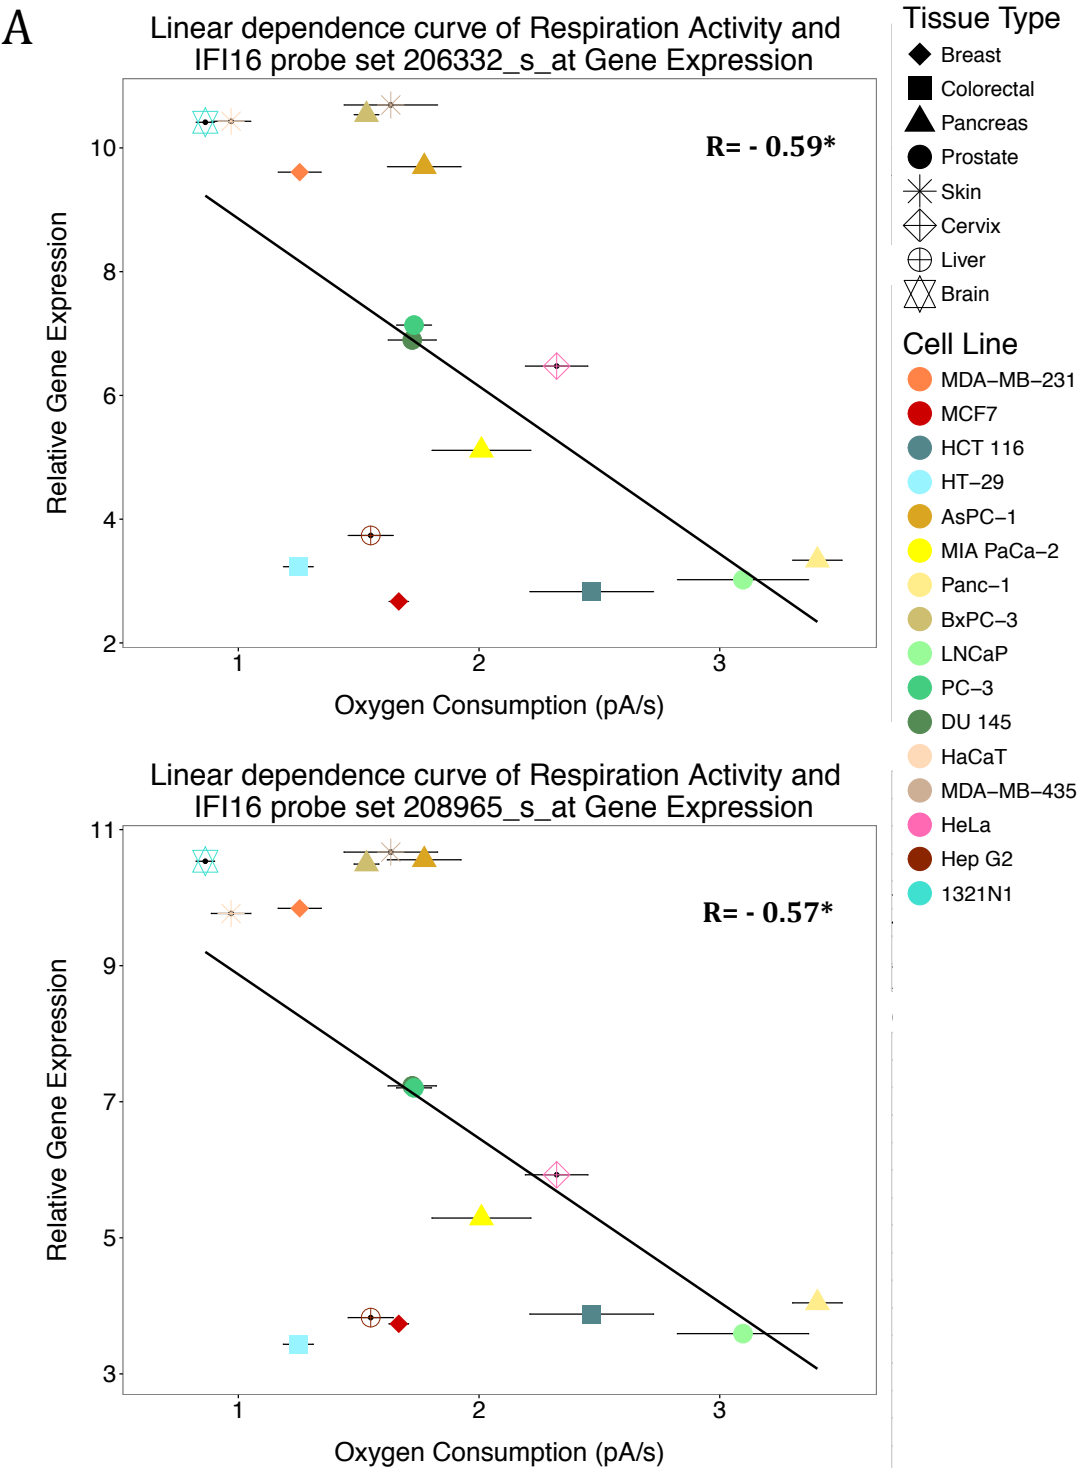 A
Linear dependence curve of Respiration Activity and
IFI16 probe set 206332_s_at Gene Expression
R= - 0.59*
Relative Gene Expression
10
8
6
4
2
1
2
3
Oxygen Consumption (pA/s)
Linear dependence curve of Respiration Activity and
IFI16 probe set 208965_s_at Gene Expression
R= - 0.57*
Relative Gene Expression
11
9
7
5
3
1
2
3
Oxygen Consumption (pA/s)
Tissue Type
Breast
Colorectal
Pancreas
Prostate
Skin
Cervix
Liver
Brain
Cell Line
MDA−MB−231
MCF7
HCT 116
HT−29
AsPC−1
MIA PaCa−2
Panc−1
BxPC−3
LNCaP
PC−3
DU 145
HaCaT
MDA−MB−435
HeLa
Hep G2
1321N1